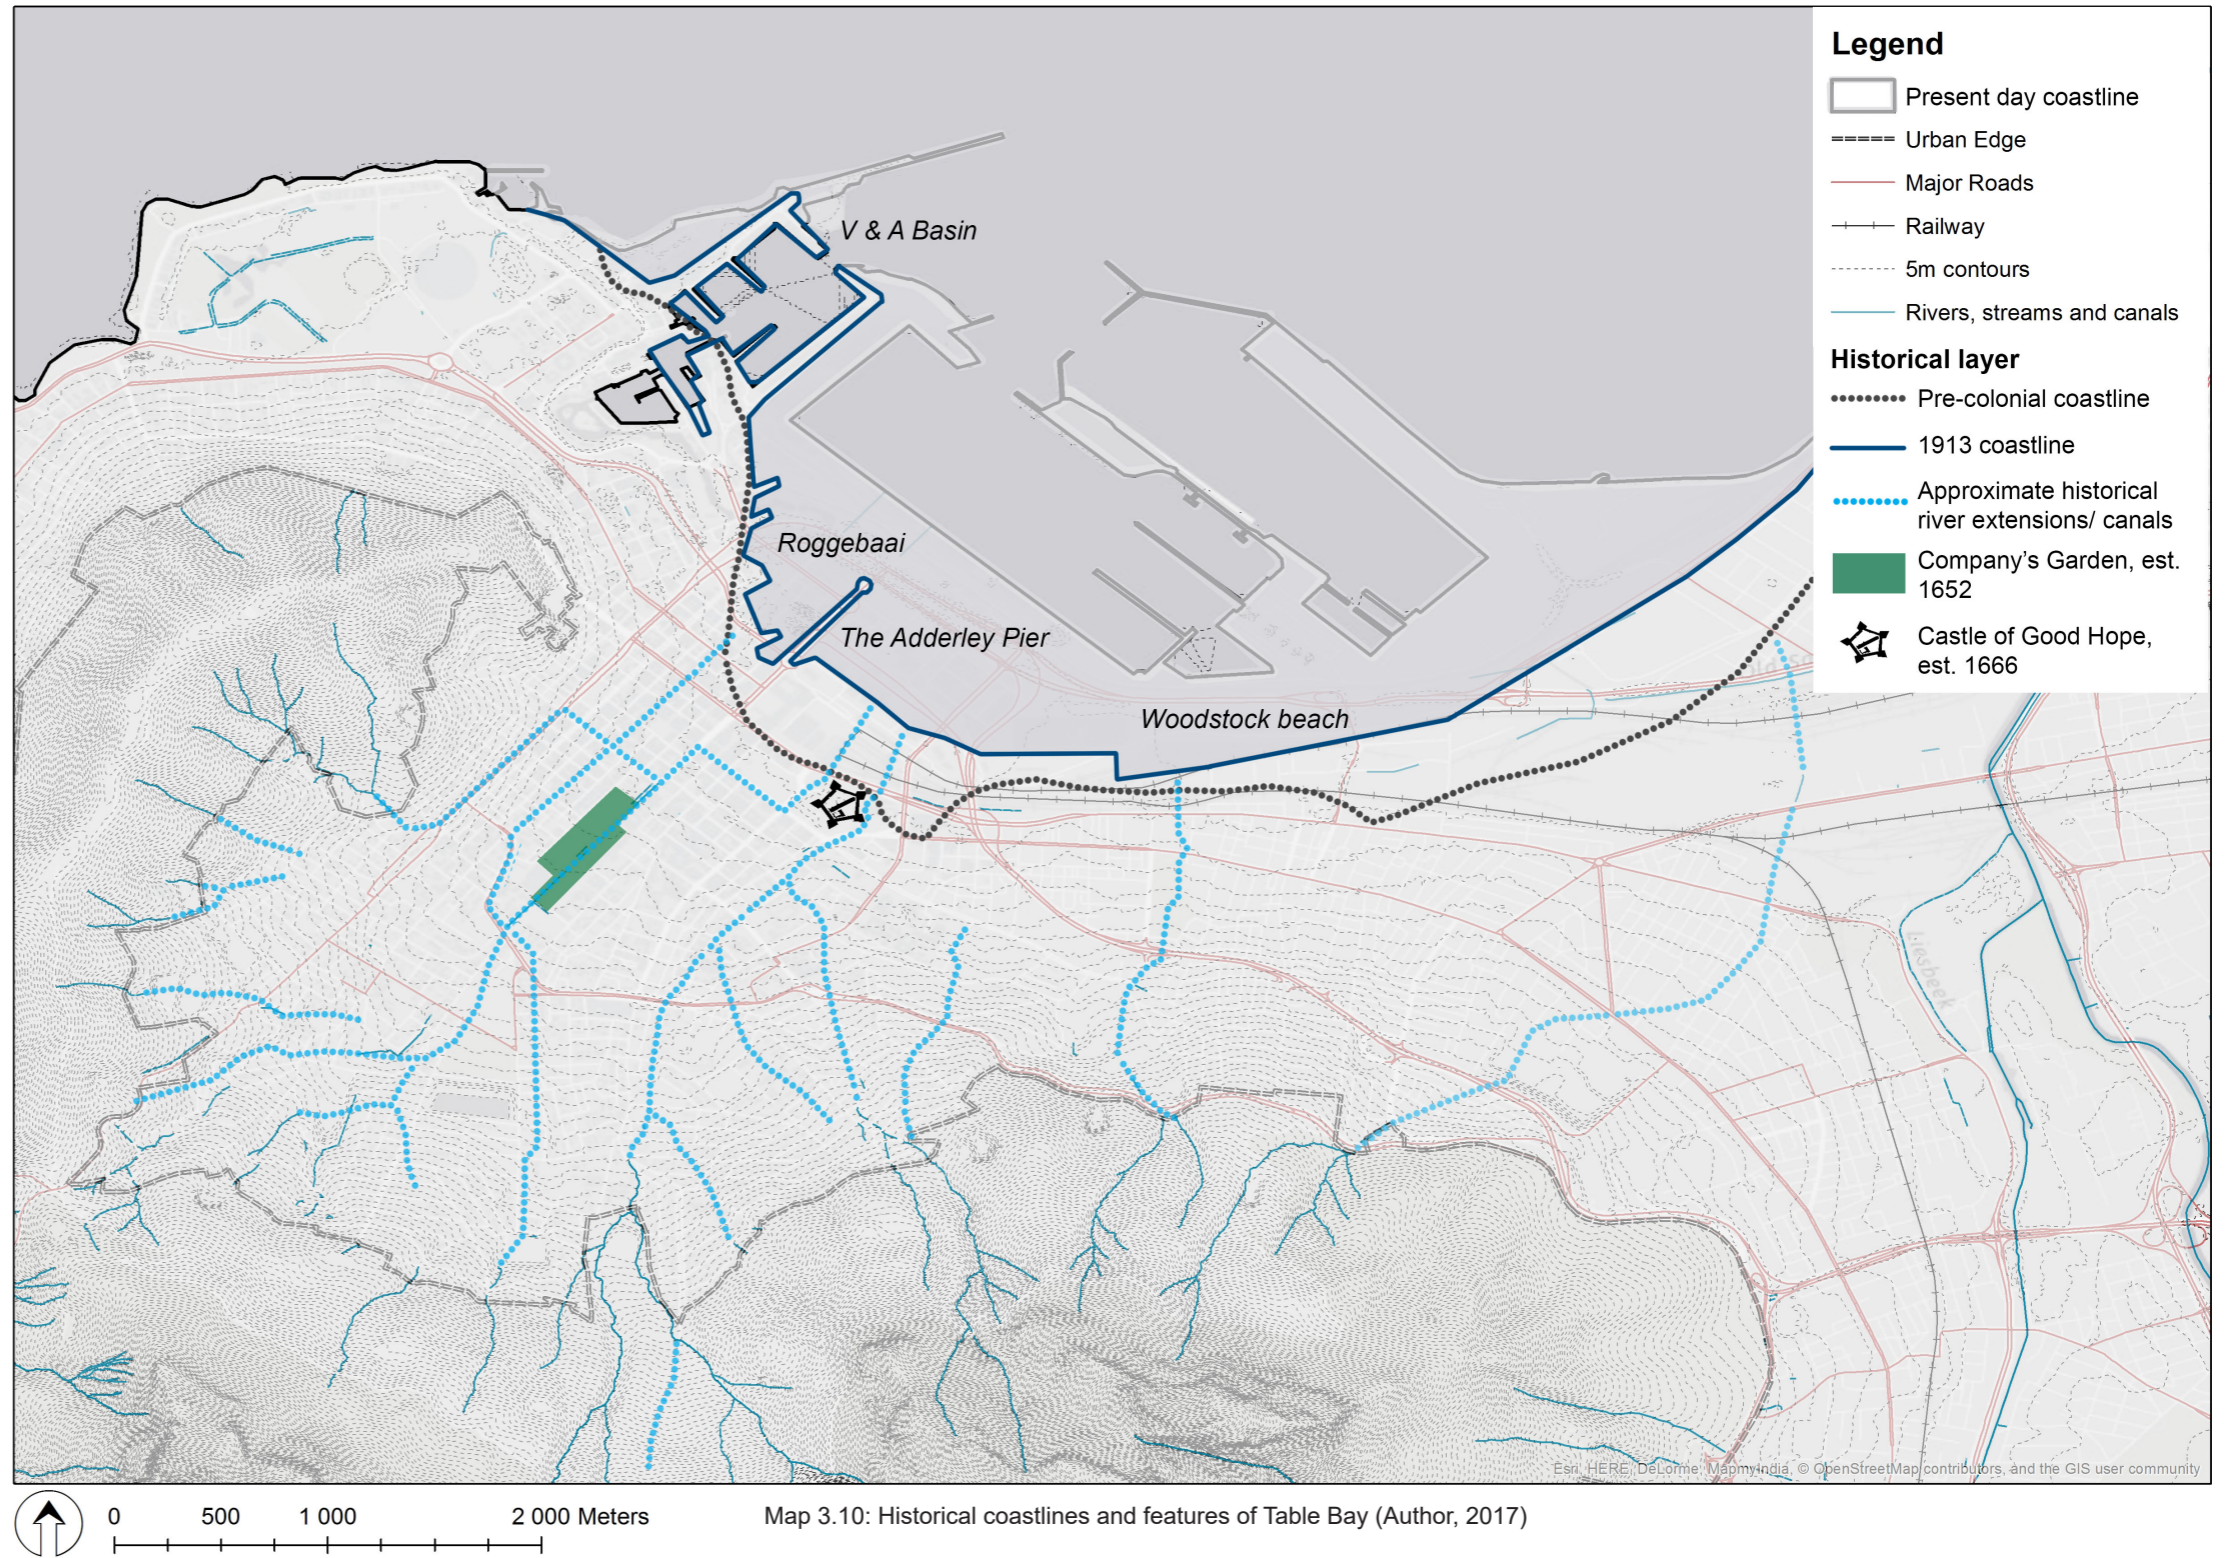 Legend
Present day coastline
Urban Edge
Major Roads
Railway
5m contours
Rivers, streams and canals
Historical layer
Pre-colonial coastline
1913 coastline
Approximate historical
river extensions/ canals
Company's Garden, est.
1652
Castle of Good Hope,
est. 1666
V & A Basin
Roggebaai
The Adderley Pier
Woodstock beach
Liesbeek
Esri, HERE, DeLorme, MapmyIndia, © OpenStreetMap contributors, and the GIS user community
0 500 1 000 2 000 Meters
Map 3.10: Historical coastlines and features of Table Bay (Author, 2017)